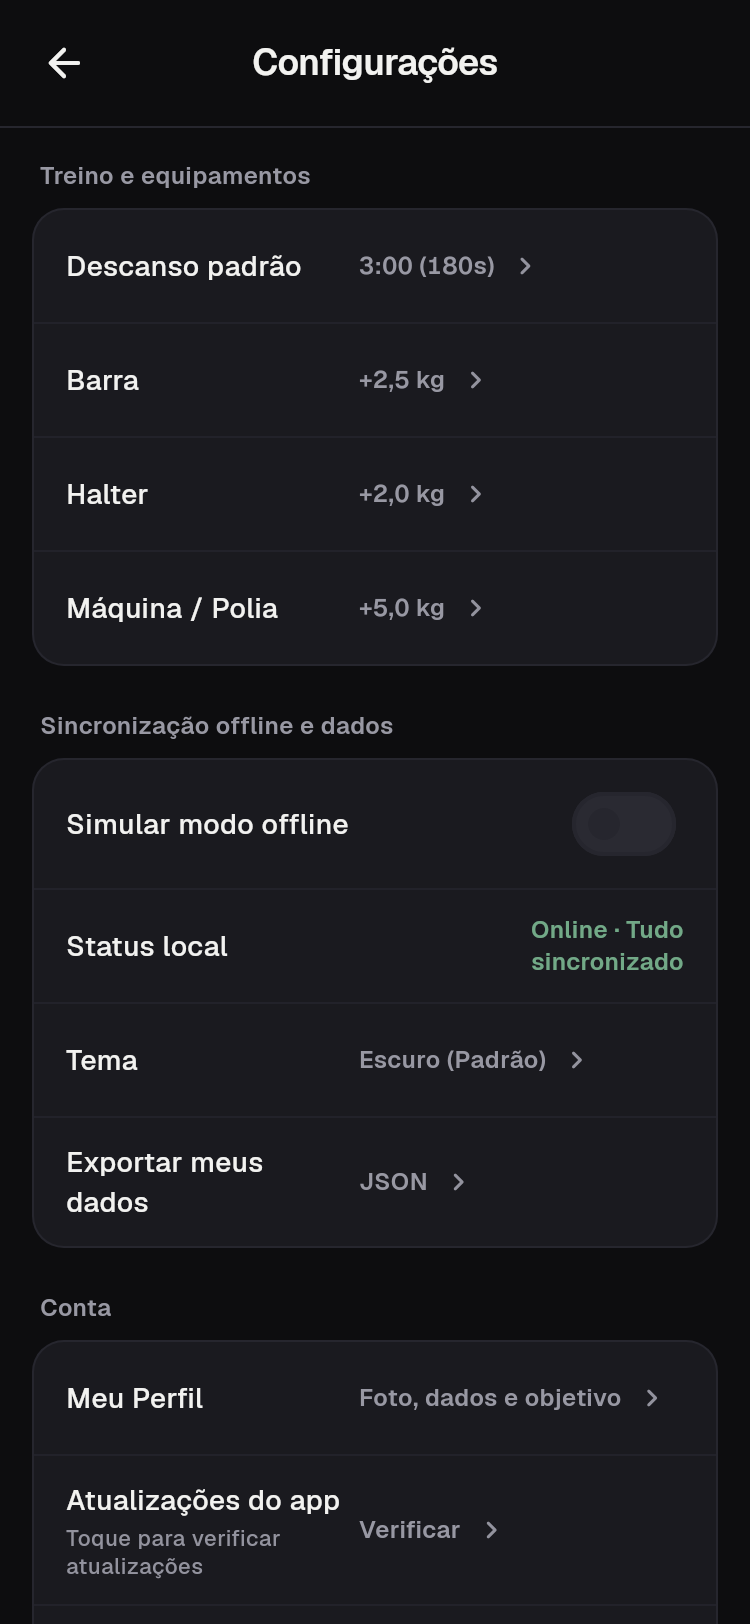 Configurações
Treino e equipamentos
Descanso padrão 3:00 (180s)
Barra +2,5 kg
Halter +2,0 kg
Máquina / Polia +5,0 kg
Sincronização offline e dados
Simular modo offline
Status local Online · Tudo
sincronizado
Tema Escuro (Padrão)
Exportar meus
dados
JSON
Conta
Meu Perfil Foto, dados e objetivo
Atualizações do app
Toque para verificar
atualizações
Verificar